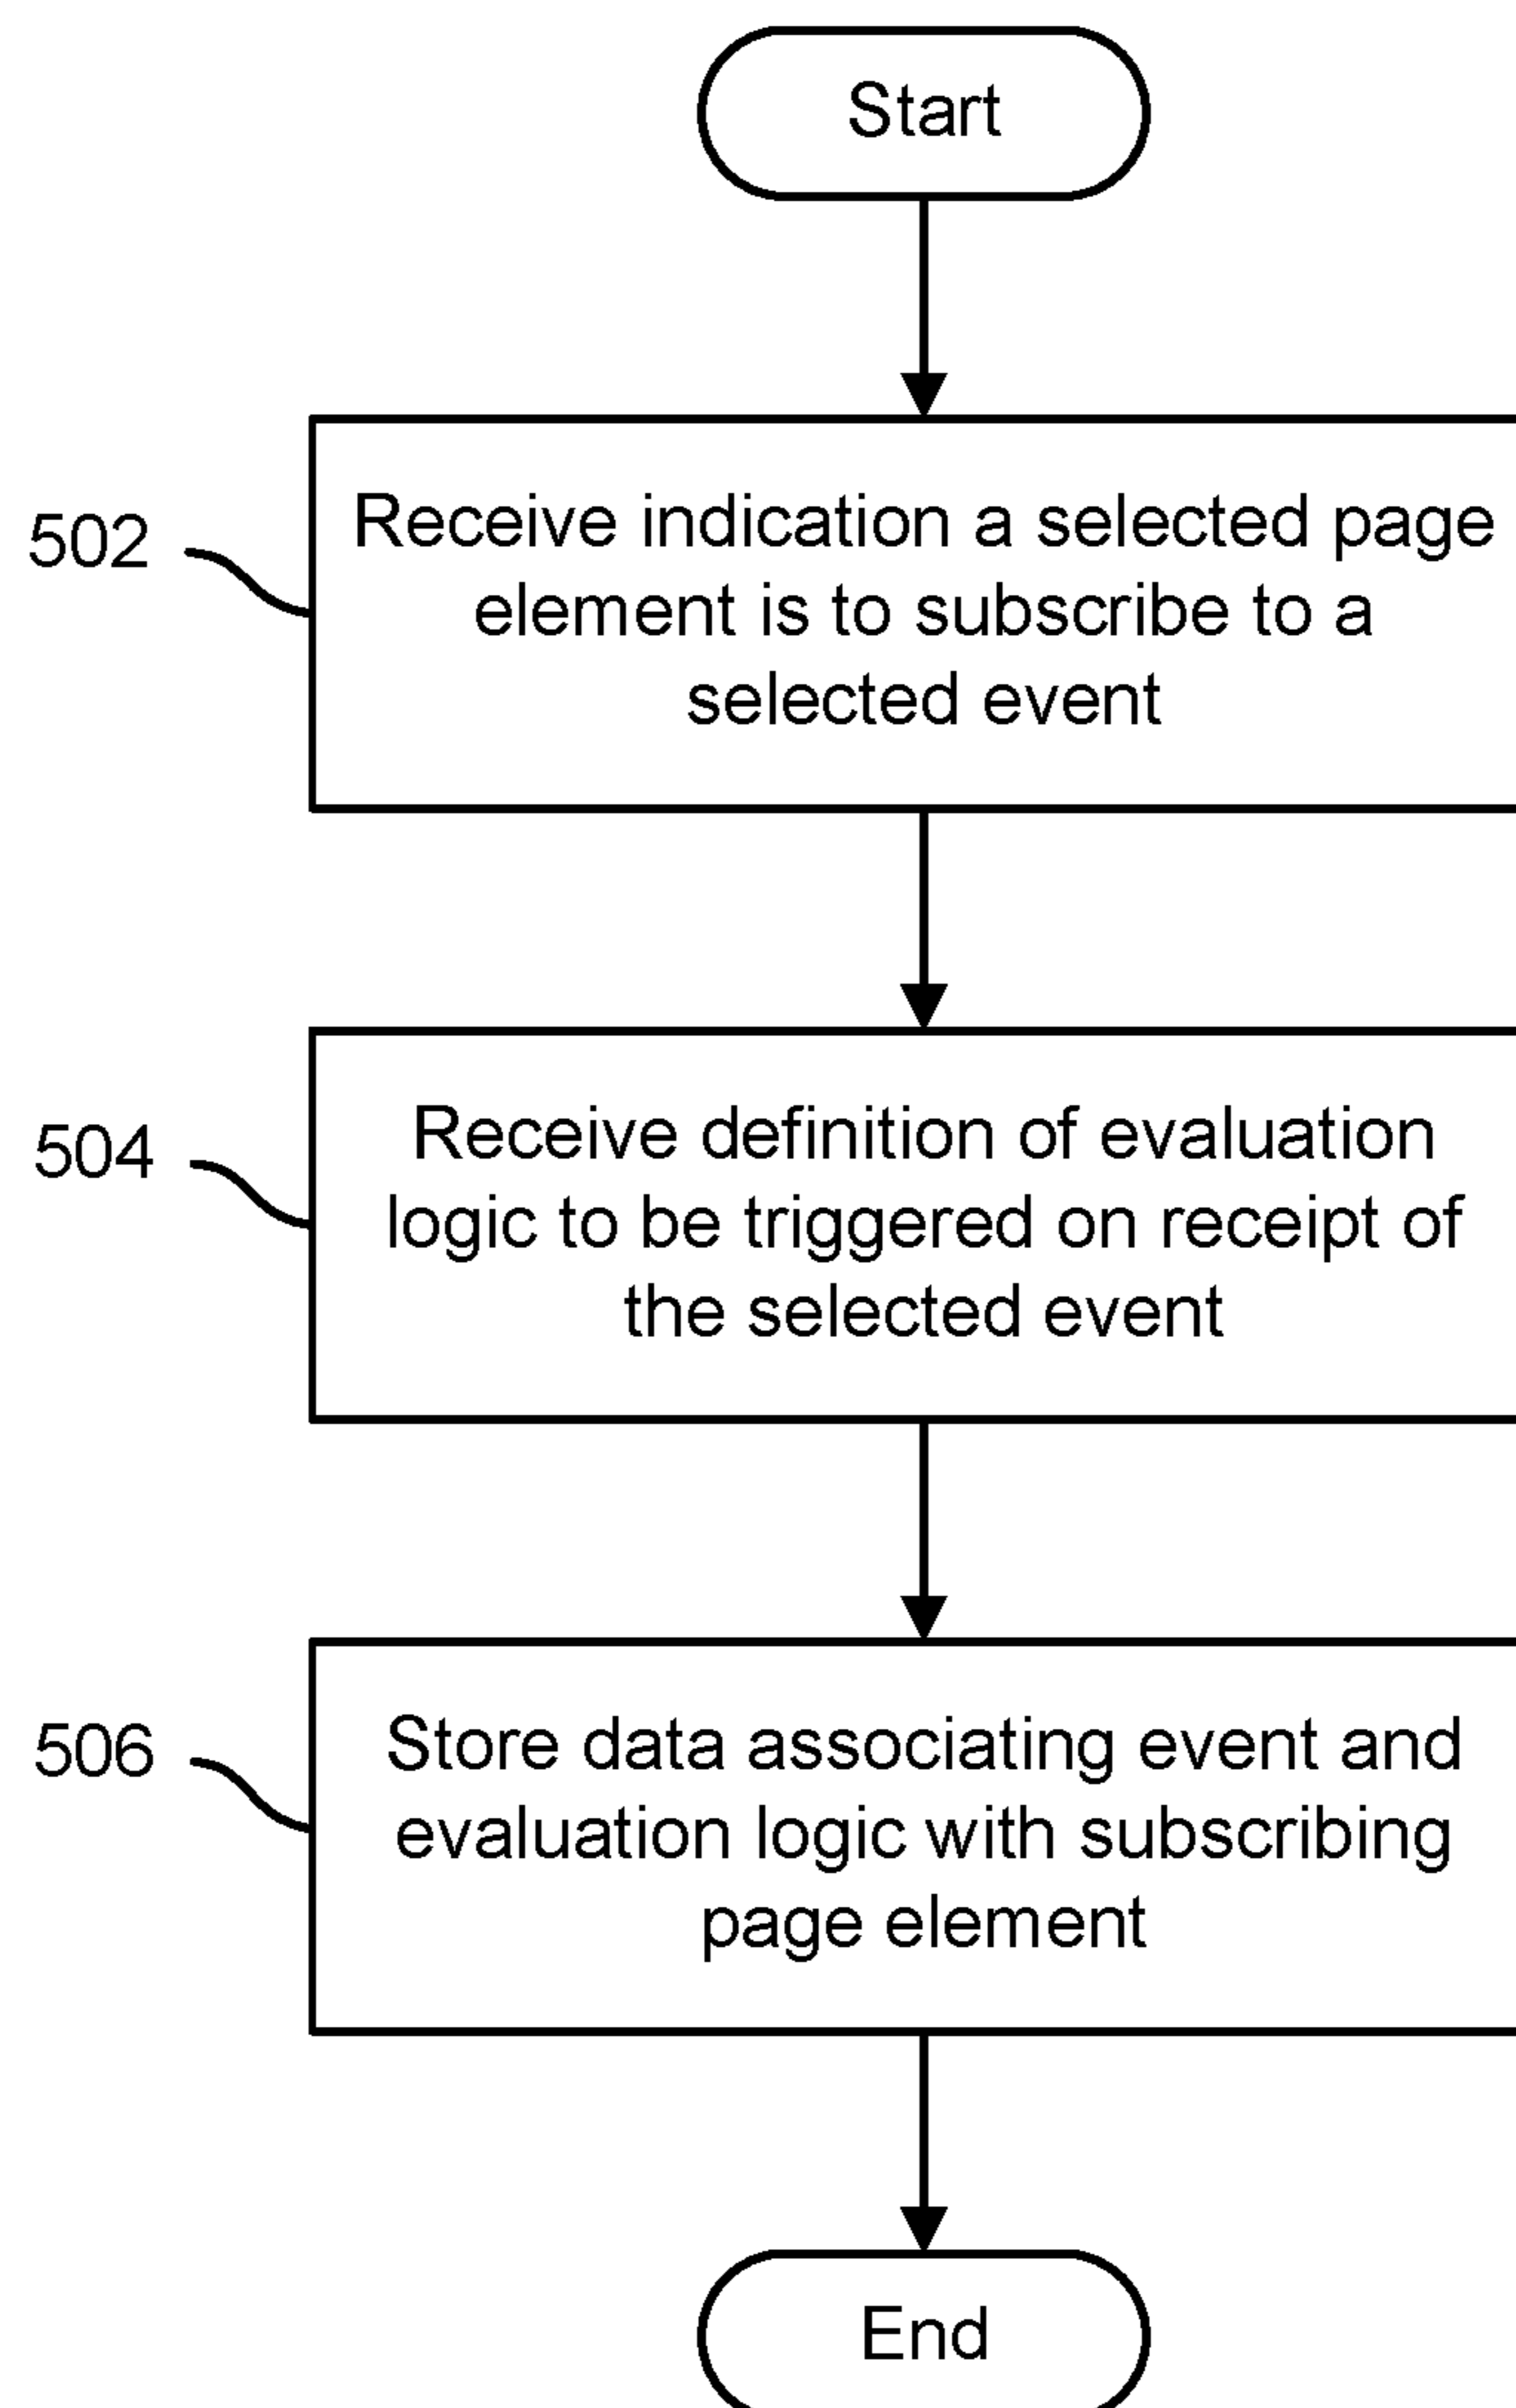 Start
502
Receive indication a selected page
element is to subscribe to a
selected event
504
Receive definition of evaluation
logic to be triggered on receipt of
the selected event
506
Store data associating event and
evaluation logic with subscribing
page element
End